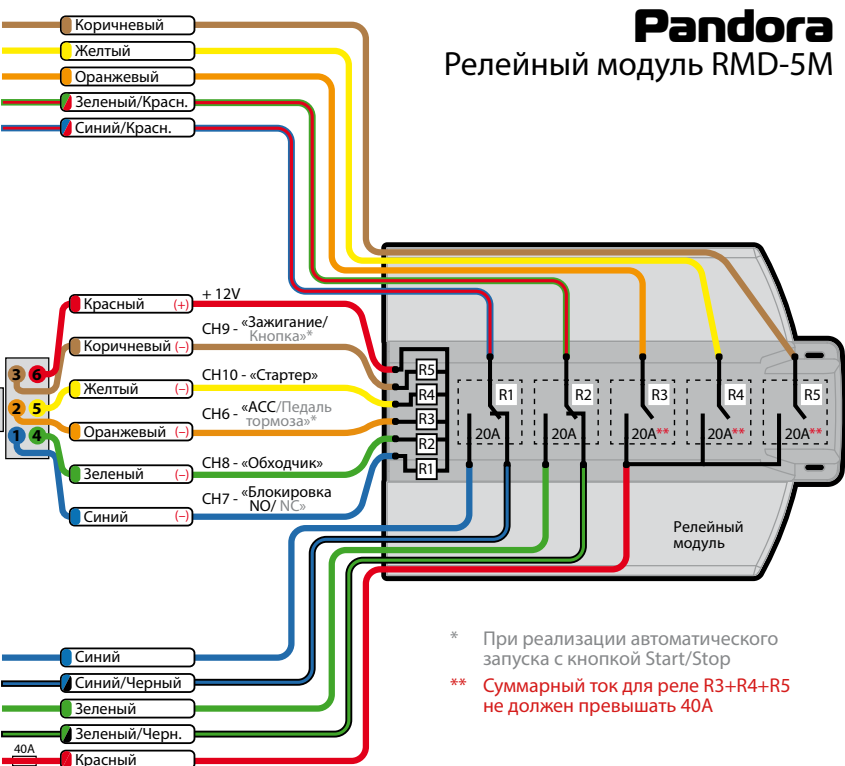 Pandora
Релейный модуль RMD-5M
Коричневый
Желтый
Оранжевый
Зеленый/Красн.
Синий/Красн.
Красный (+)
+ 12V
Коричневый (–)
CH9 - «Зажигание/
Кнопка»*
Желтый (–)
CH10 - «Стартер»
Оранжевый (–)
CH6 - «АСС/Педаль
тормоза»*
Зеленый (–)
CH8 - «Обходчик»
Синий (–)
CH7 - «Блокировка
NO/ NC»
3 6
2 5
1 4
R5
R4
R3
R2
R1
R1 R2 R3 R4 R5
20A 20A 20A** 20A** 20A**
Релейный
модуль
* При реализации автоматического
запуска с кнопкой Start/Stop
** Суммарный ток для реле R3+R4+R5
не должен превышать 40А
Синий
Синий/Черный
Зеленый
Зеленый/Черн.
40A
Красный